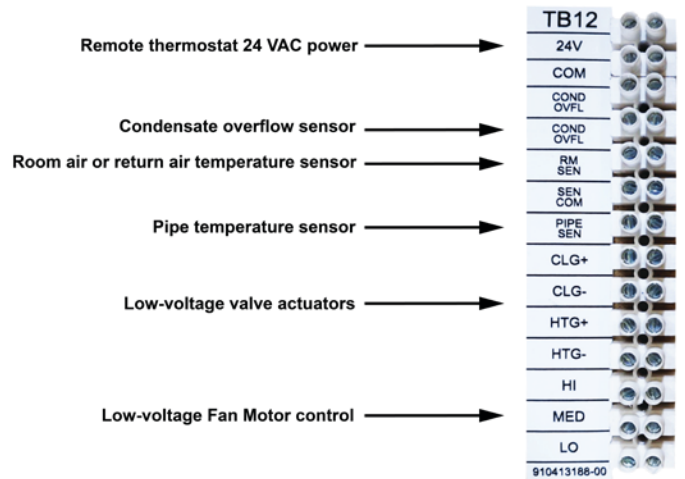 TB12
Remote thermostat 24 VAC power
24V
COM
COND
OVFL
Condensate overflow sensor
COND
OVFL
Room air or return air temperature sensor
RM
SEN
SEN
COM
Pipe temperature sensor
PIPE
SEN
CLG+
Low-voltage valve actuators
CLG-
HTG+
HTG-
HI
Low-voltage Fan Motor control
MED
LO
910413188-00